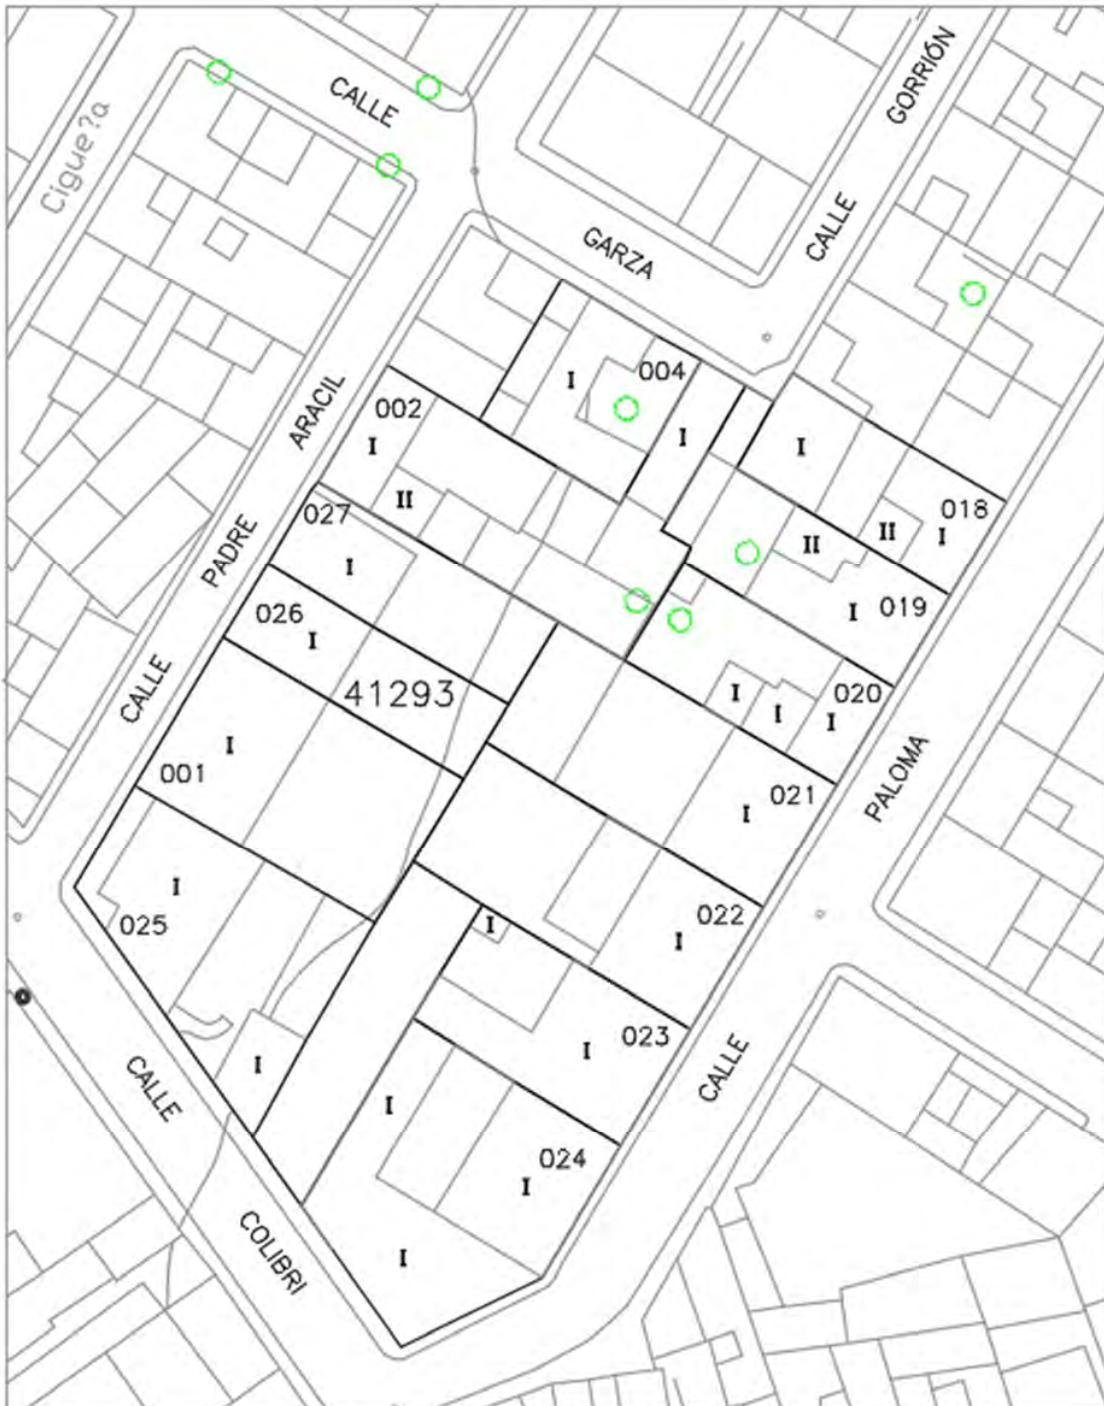 CALLE
GORRIÓN
Cigue?a
CALLE
GARZA
004
I
002
I
ARACIL
I
I
I
II
018
027
II
II
I
I
PADRE
I
019
026
I
41293
CALLE
I
I
020
I
I
PALOMA
001
021
I
I
025
022
I
I
I
023
CALLE
CALLE
I
I
I
024
I
COLIBRI
I